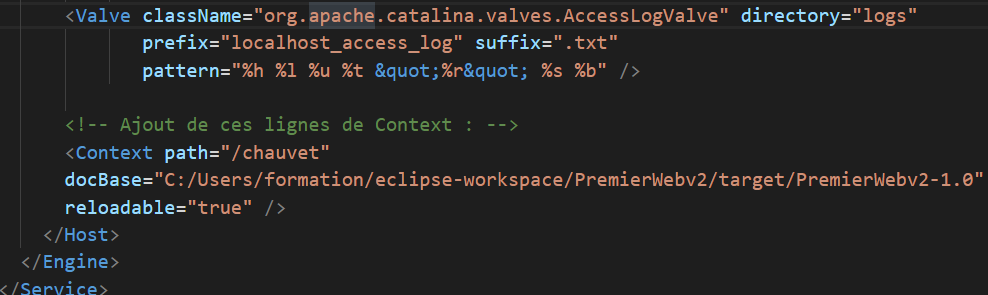 <Valve className="org.apache.catalina.valves.AccessLogValve" directory="logs"
prefix="localhost_access_log" suffix=".txt"
pattern="%h %l %u %t &quot;%r&quot; %s %b" />
<!-- Ajout de ces lignes de Context : -->
<Context path="/chauvet"
docBase="C:/Users/formation/eclipse-workspace/PremierWebv2/target/PremierWebv2-1.0"
reloadable="true" />
</Host>
</Engine>
</Service>